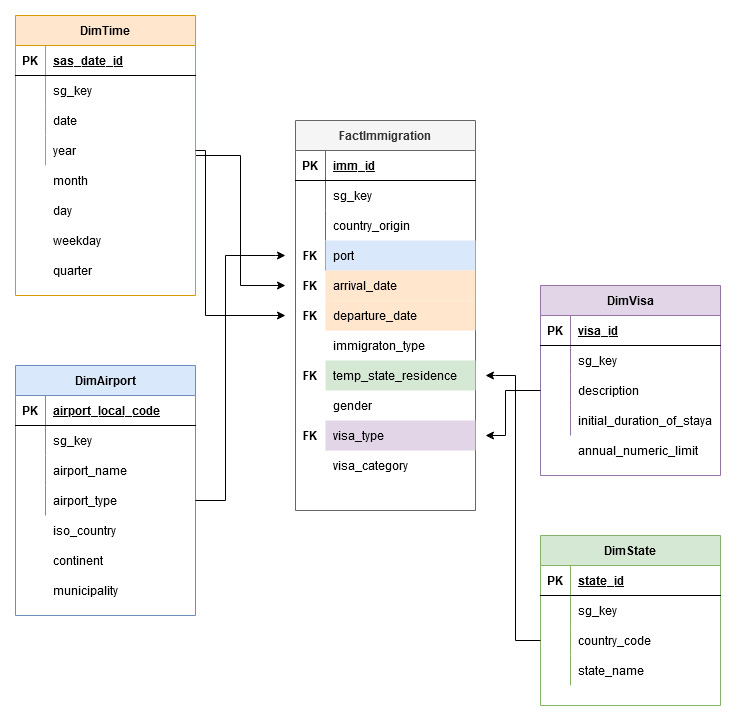 DimTime
PK sas_date_id
sg_key
date
year
month
day
weekday
quarter
FactImmigration
PK imm_id
sg_key
country_origin
FK port
FK arrival_date
FK departure_date
immigraton_type
FK temp_state_residence
gender
FK visa_type
visa_category
DimAirport
PK airport_local_code
sg_key
airport_name
airport_type
iso_country
continent
municipality
DimVisa
PK visa_id
sg_key
description
initial_duration_of_staya
annual_numeric_limit
DimState
PK state_id
sg_key
country_code
state_name